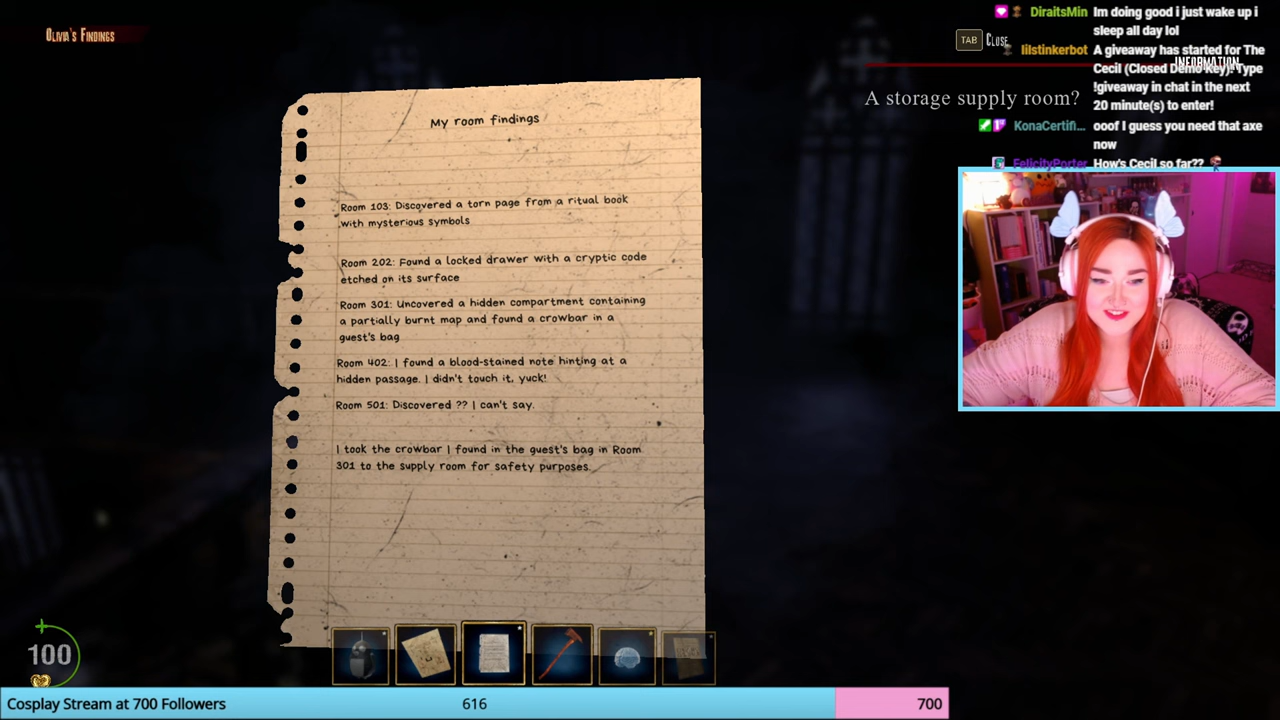 Olivia's Findings
TAB Close
INFORMATION
A storage supply room?
My room findings
Room 103: Discovered a torn page from a ritual book
with mysterious symbols
Room 202: Found a locked drawer with a cryptic code
etched on its surface
Room 301: Uncovered a hidden compartment containing
a partially burnt map and found a crowbar in a
guest's bag
Room 402: I found a blood-stained note hinting at a
hidden passage. I didn't touch it, yuck!
Room 501: Discovered ?? I can't say.
I took the crowbar I found in the guest's bag in Room
301 to the supply room for safety purposes.
DiraitsMin Im doing good i just wake up i
sleep all day lol
lilstinkerbot A giveaway has started for The
Cecil (Closed Demo Key)! Type
!giveaway in chat in the next
20 minute(s) to enter!
KonaCertifi... ooof I guess you need that axe
now
FelicityPorter How's Cecil so far??
100
Cosplay Stream at 700 Followers 616 700